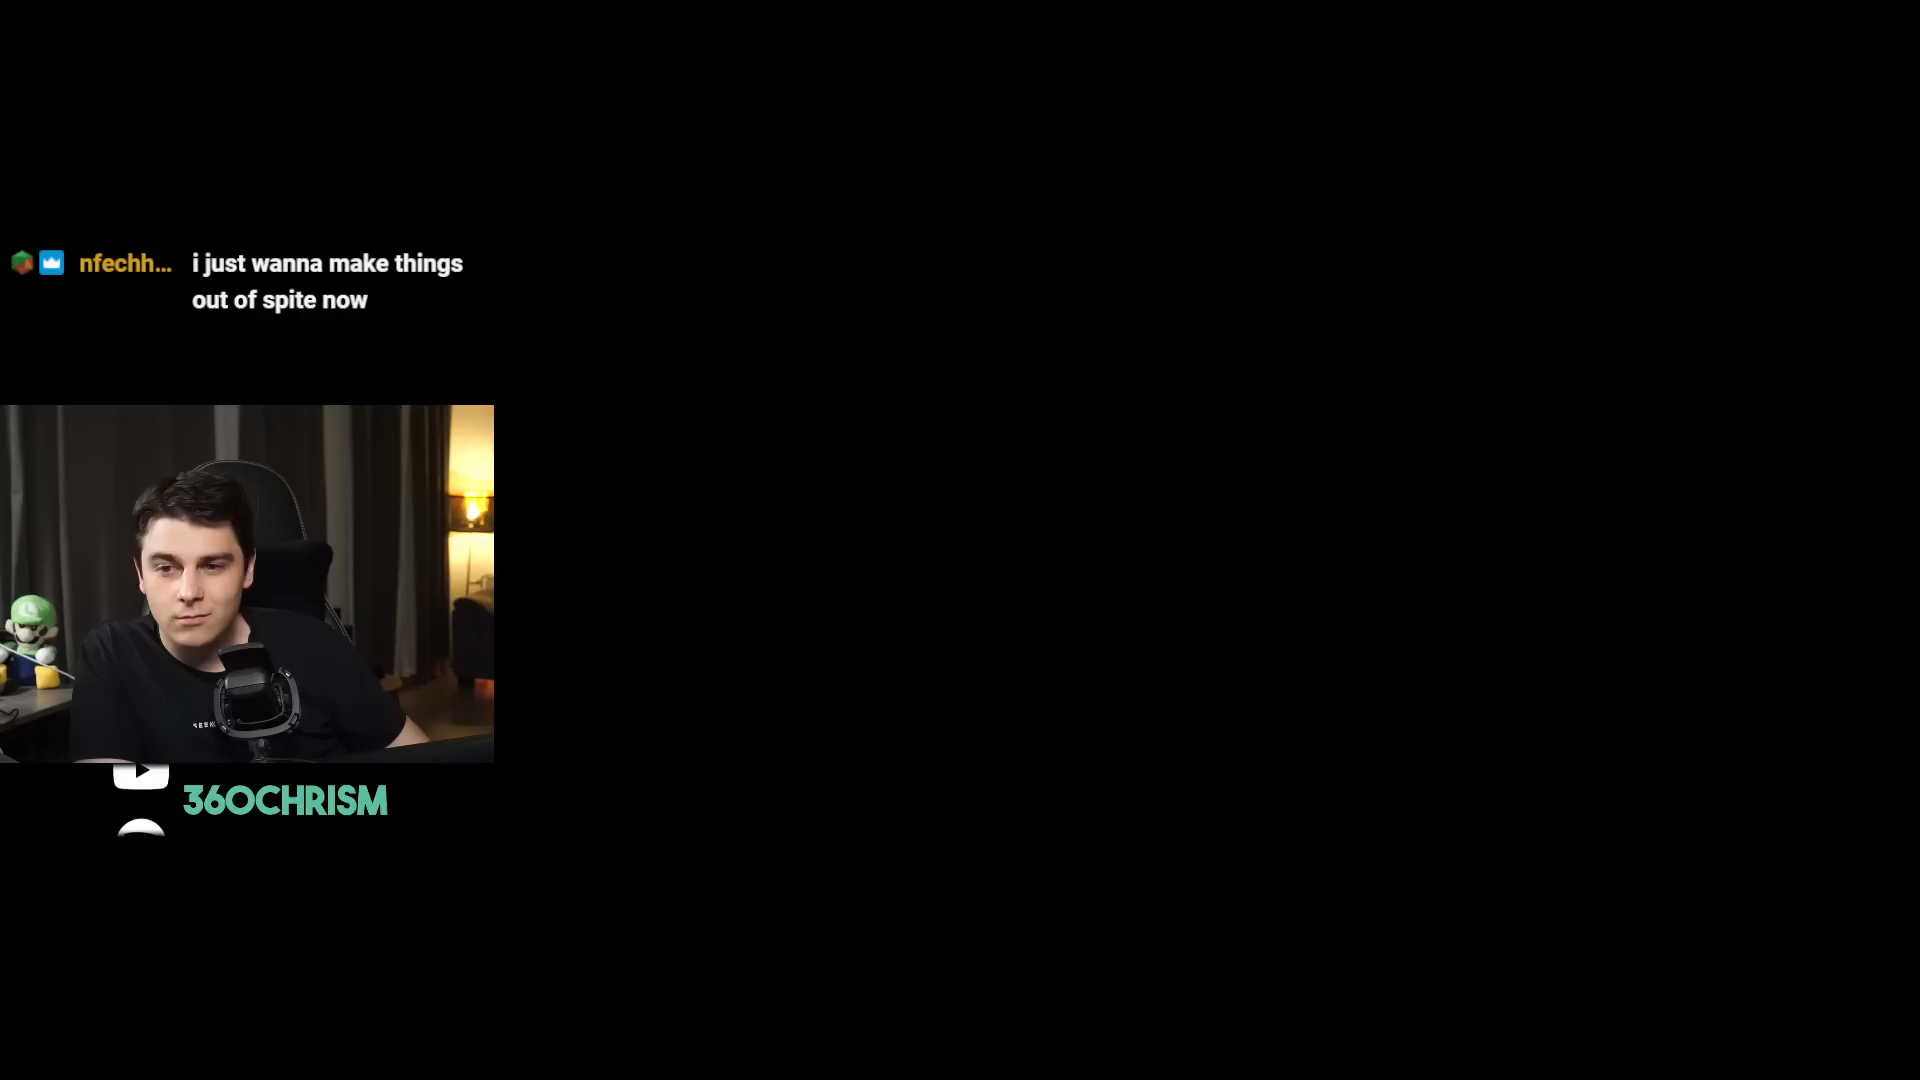 nfechh... i just wanna make things
out of spite now
360CHRISM